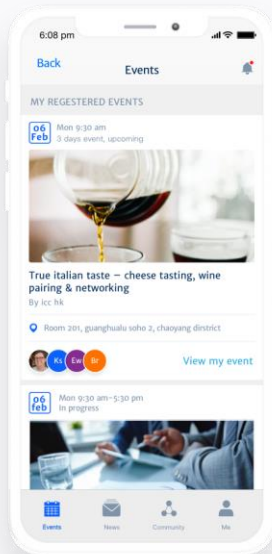 6:08 pm
Back
Events
MY REGESTERED EVENTS
06
Feb
Mon 9:30 am
3 days event, upcoming
True italian taste – cheese tasting, wine
pairing & networking
By icc hk
Room 201, guanghualu soho 2, chaoyang dirstrict
Ks
Ew
Br
View my event
06
feb
Mon 9:30 am-5:30 pm
In progress
Events
News
Community
Me